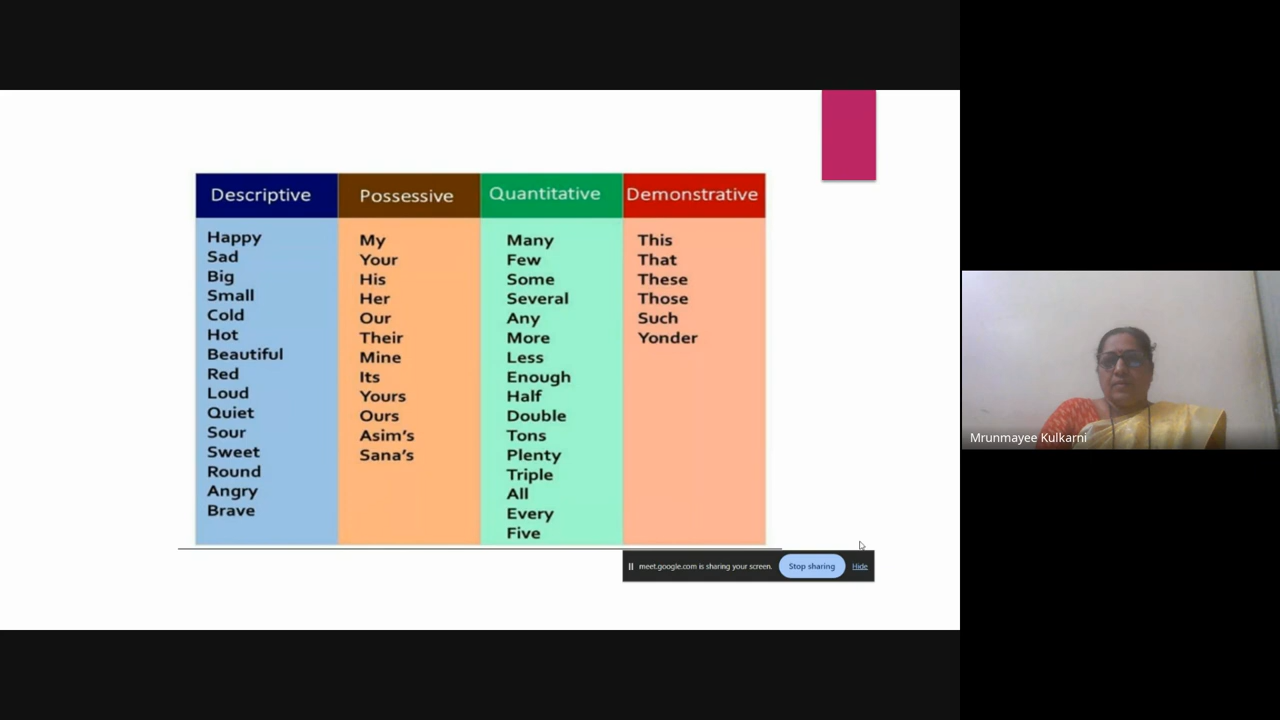 Descriptive
Happy
Sad
Big
Small
Cold
Hot
Beautiful
Red
Loud
Quiet
Sour
Sweet
Round
Angry
Brave
Possessive
My
Your
His
Her
Our
Their
Mine
Its
Yours
Ours
Asim's
Sana's
Quantitative
Many
Few
Some
Several
Any
More
Less
Enough
Half
Double
Tons
Plenty
Triple
All
Every
Five
Demonstrative
This
That
These
Those
Such
Yonder
meet.google.com is sharing your screen. Stop sharing Hide
Mrunmayee Kulkarni